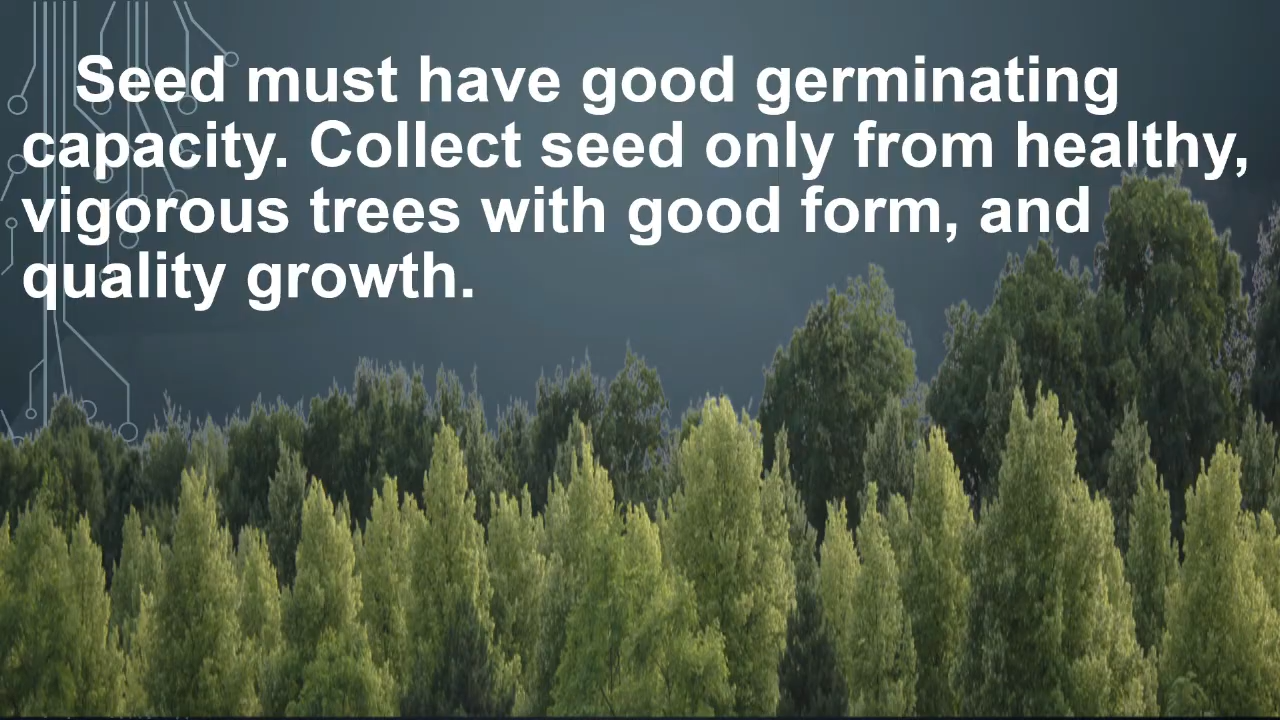 Seed must have good germinating
capacity. Collect seed only from healthy,
vigorous trees with good form, and
quality growth.